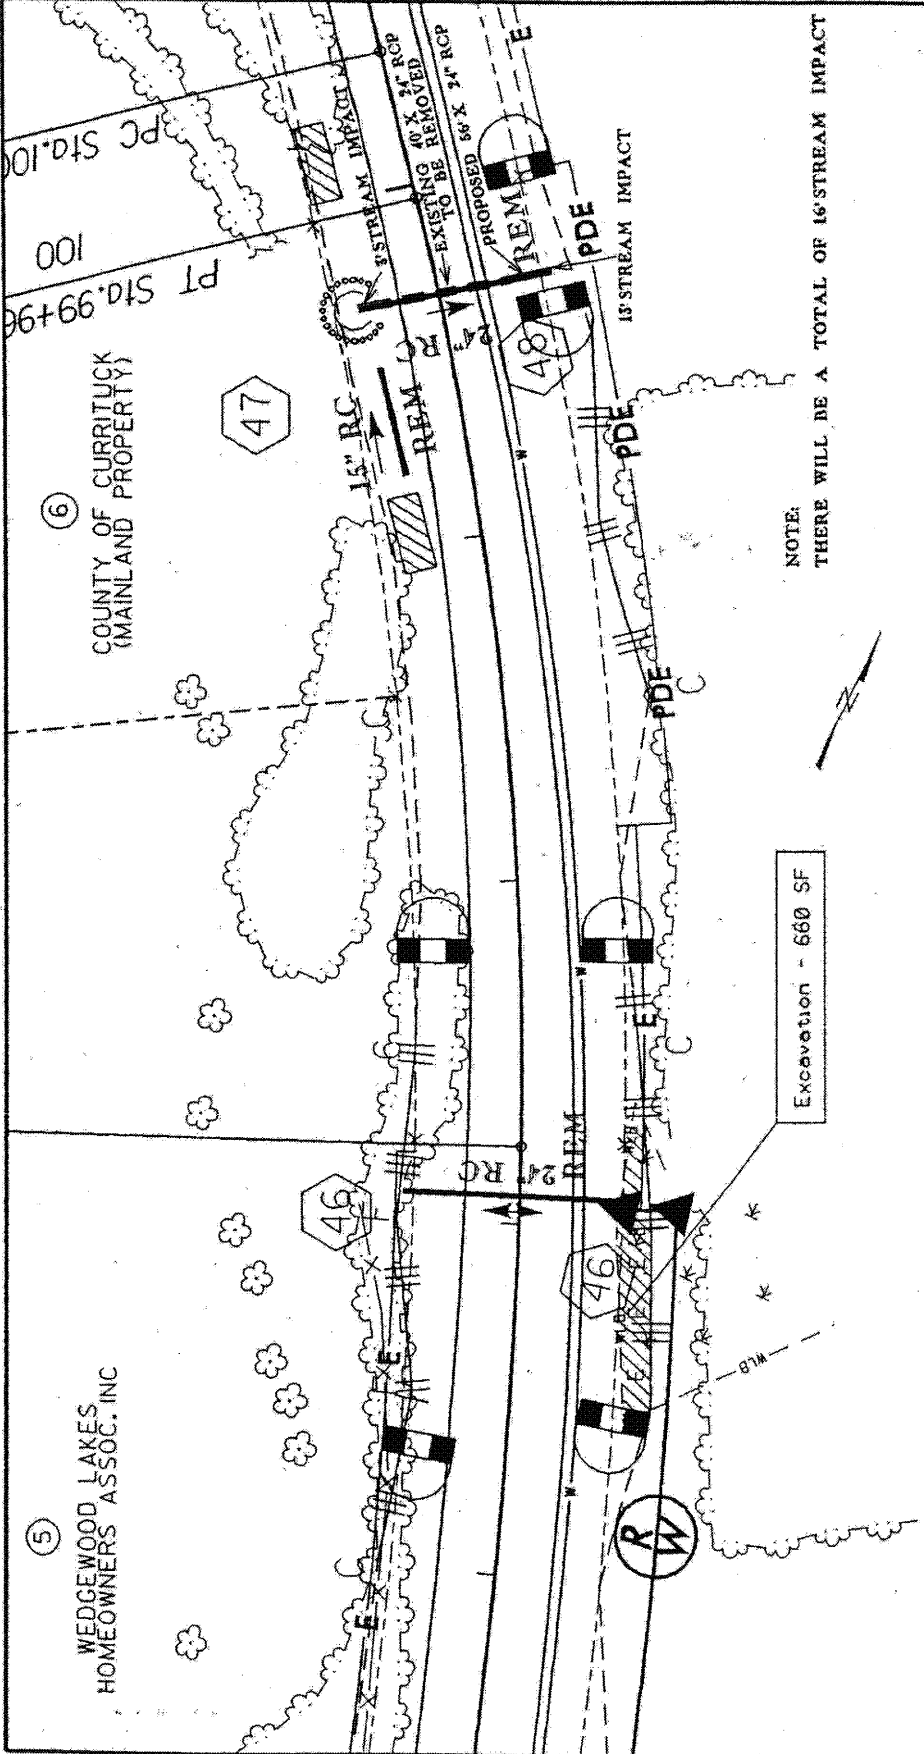 5
WEDGEWOOD LAKES
HOMEOWNERS ASSOC. INC
6
COUNTY OF CURRITUCK
(MAINLAND PROPERTY)
PT Sta.99+96
100
PC Sta.100
47
15" RC
REM
3' STREAM IMPACT
EXISTING 40' X 24" RCP
TO BE REMOVED
PROPOSED 56' X 24" RCP
REM
24" RC
48
PDE
13' STREAM IMPACT
PDE
PDE
C
C
C
C
E
E
E
E
E
46
24" RC
REM
46
W
W
W
WLB
WLB
R
W
Excavation - 660 SF
N
NOTE:
THERE WILL BE A TOTAL OF 16' STREAM IMPACT